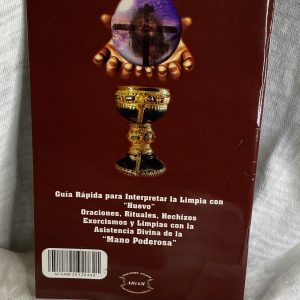 Guía Rápida para Interpretar la Limpia con
"Huevo"
Oraciones, Rituales, Hechizos
Exorcismos y Limpias con la
Asistencia Divina de la
"Mano Poderosa"
AIGAM